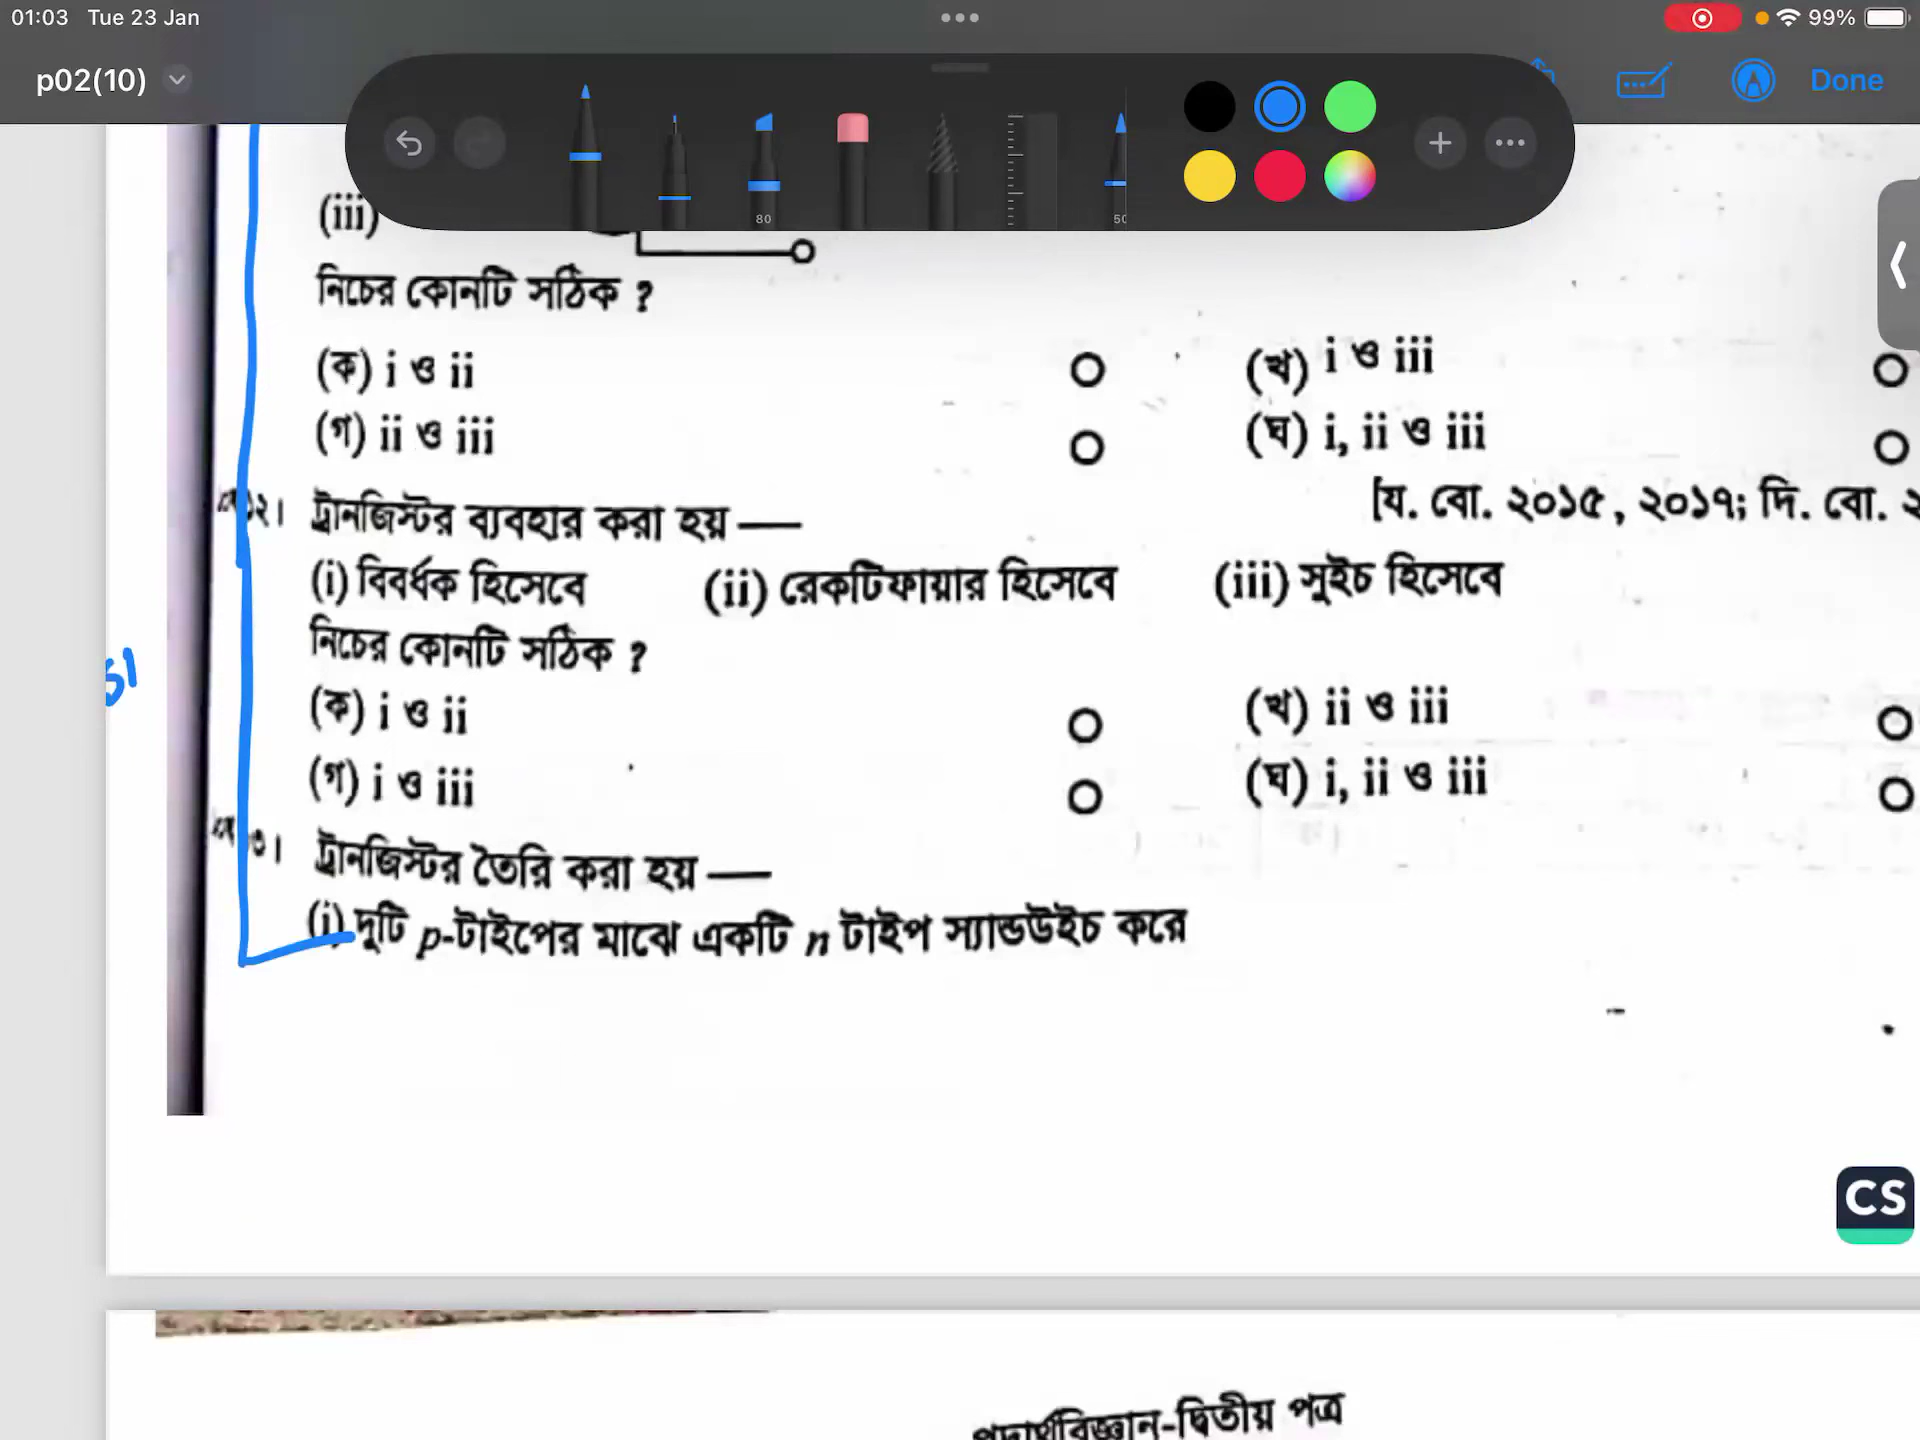 01:03 Tue 23 Jan
99%
p02(10)
Done
80
50
(iii)
নিচের কোনটি সঠিক ?
(ক) i ও ii (খ) i ও iii
(গ) ii ও iii (ঘ) i, ii ও iii
[য. বো. ২০১৫, ২০১৭; দি. বো.
২। ট্রানজিস্টর ব্যবহার করা হয় —
(i) বিবর্ধক হিসেবে (ii) রেকটিফায়ার হিসেবে (iii) সুইচ হিসেবে
নিচের কোনটি সঠিক ?
(ক) i ও ii (খ) ii ও iii
(গ) i ও iii (ঘ) i, ii ও iii
৩। ট্রানজিস্টর তৈরি করা হয় —
(i) দুটি p-টাইপের মাঝে একটি n টাইপ স্যান্ডউইচ করে
CS
পদার্থবিজ্ঞান-দ্বিতীয় পত্র